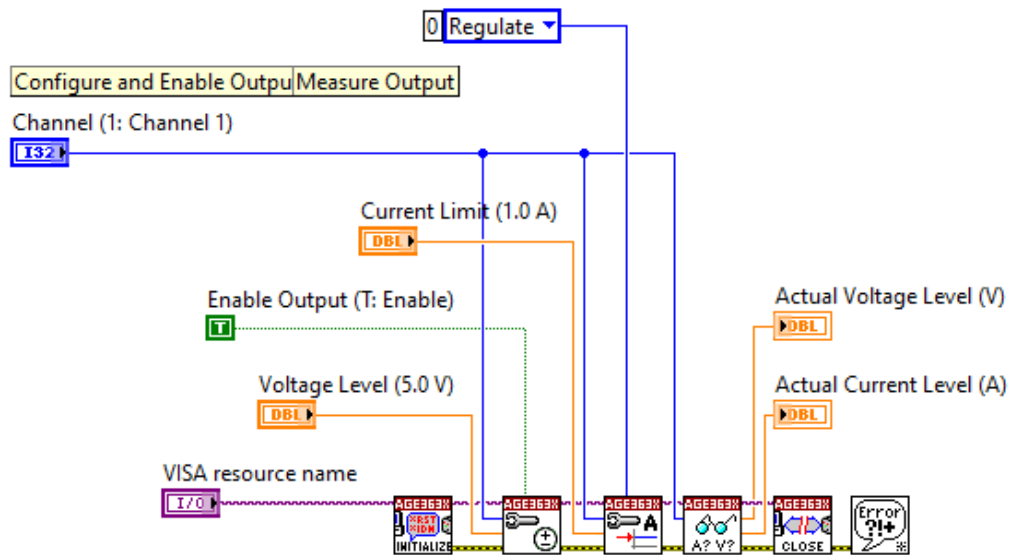 0 Regulate
Configure and Enable Outpu Measure Output
Channel (1: Channel 1)
I32
Current Limit (1.0 A)
DBL
Enable Output (T: Enable)
T
Actual Voltage Level (V)
DBL
Voltage Level (5.0 V)
DBL
Actual Current Level (A)
DBL
VISA resource name
I/O
AGE363X AGE363X AGE363X AGE363X AGE363X
*RST
*IDN
A
Error
?!+
INITIALIZE A? V? CLOSE